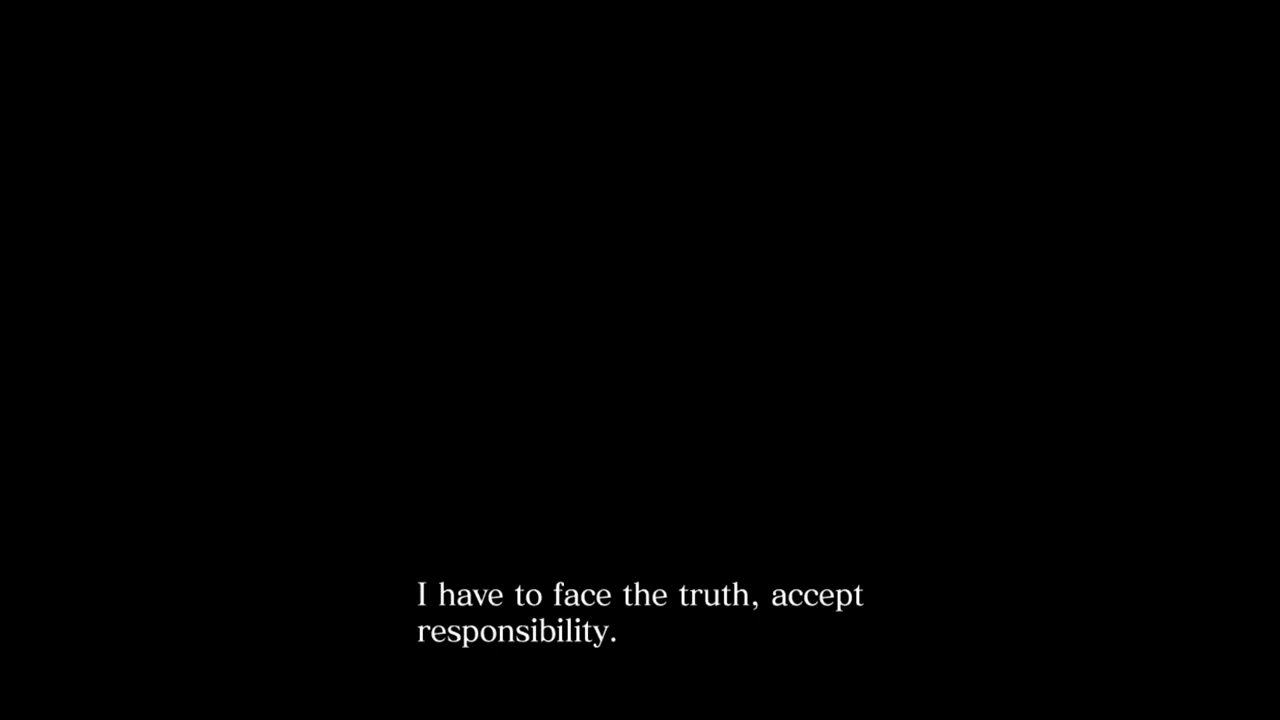 I have to face the truth, accept
responsibility.